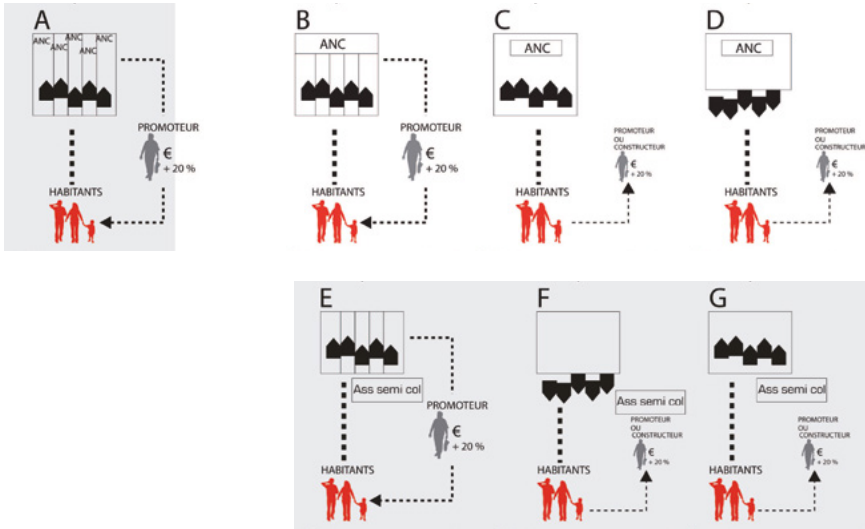 A
ANC
ANC
ANC
ANC
ANC
PROMOTEUR
€
+ 20 %
HABITANTS
B
ANC
PROMOTEUR
€
+ 20 %
HABITANTS
C
ANC
PROMOTEUR
OU
CONSTRUCTEUR
€
+ 20 %
HABITANTS
D
ANC
PROMOTEUR
OU
CONSTRUCTEUR
€
+ 20 %
HABITANTS
E
Ass semi col
PROMOTEUR
€
+ 20 %
HABITANTS
F
Ass semi col
PROMOTEUR
OU
CONSTRUCTEUR
€
+ 20 %
HABITANTS
G
Ass semi col
PROMOTEUR
OU
CONSTRUCTEUR
€
+ 20 %
HABITANTS